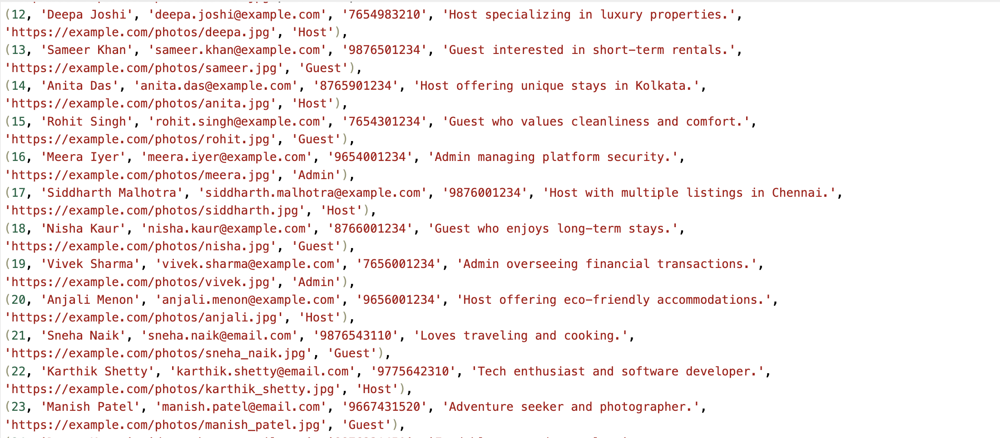 (12, 'Deepa Joshi', 'deepa.joshi@example.com', '7654983210', 'Host specializing in luxury properties.',
'https://example.com/photos/deepa.jpg', 'Host'),
(13, 'Sameer Khan', 'sameer.khan@example.com', '9876501234', 'Guest interested in short-term rentals.',
'https://example.com/photos/sameer.jpg', 'Guest'),
(14, 'Anita Das', 'anita.das@example.com', '8765901234', 'Host offering unique stays in Kolkata.',
'https://example.com/photos/anita.jpg', 'Host'),
(15, 'Rohit Singh', 'rohit.singh@example.com', '7654301234', 'Guest who values cleanliness and comfort.',
'https://example.com/photos/rohit.jpg', 'Guest'),
(16, 'Meera Iyer', 'meera.iyer@example.com', '9654001234', 'Admin managing platform security.',
'https://example.com/photos/meera.jpg', 'Admin'),
(17, 'Siddharth Malhotra', 'siddharth.malhotra@example.com', '9876001234', 'Host with multiple listings in Chennai.',
'https://example.com/photos/siddharth.jpg', 'Host'),
(18, 'Nisha Kaur', 'nisha.kaur@example.com', '8766001234', 'Guest who enjoys long-term stays.',
'https://example.com/photos/nisha.jpg', 'Guest'),
(19, 'Vivek Sharma', 'vivek.sharma@example.com', '7656001234', 'Admin overseeing financial transactions.',
'https://example.com/photos/vivek.jpg', 'Admin'),
(20, 'Anjali Menon', 'anjali.menon@example.com', '9656001234', 'Host offering eco-friendly accommodations.',
'https://example.com/photos/anjali.jpg', 'Host'),
(21, 'Sneha Naik', 'sneha.naik@email.com', '9876543110', 'Loves traveling and cooking.',
'https://example.com/photos/sneha_naik.jpg', 'Guest'),
(22, 'Karthik Shetty', 'karthik.shetty@email.com', '9775642310', 'Tech enthusiast and software developer.',
'https://example.com/photos/karthik_shetty.jpg', 'Host'),
(23, 'Manish Patel', 'manish.patel@email.com', '9667431520', 'Adventure seeker and photographer.',
'https://example.com/photos/manish_patel.jpg', 'Guest'),